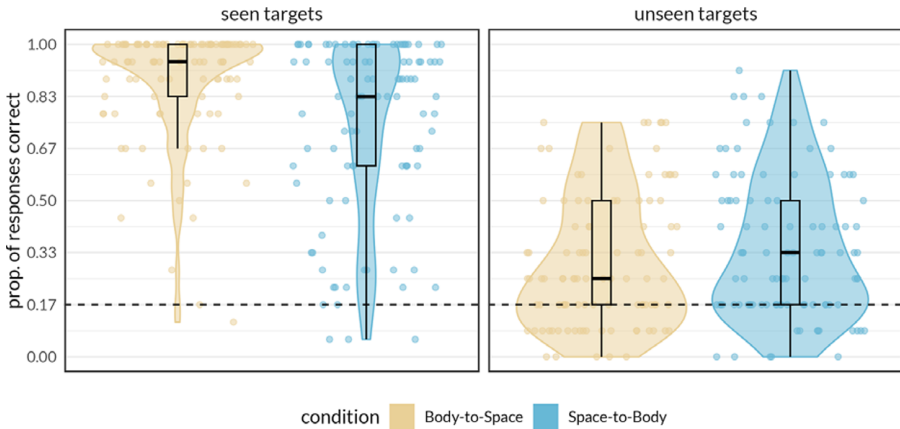 seen targets
unseen targets
prop. of responses correct
1.00
0.83
0.67
0.50
0.33
0.17
0.00
condition
Body-to-Space
Space-to-Body